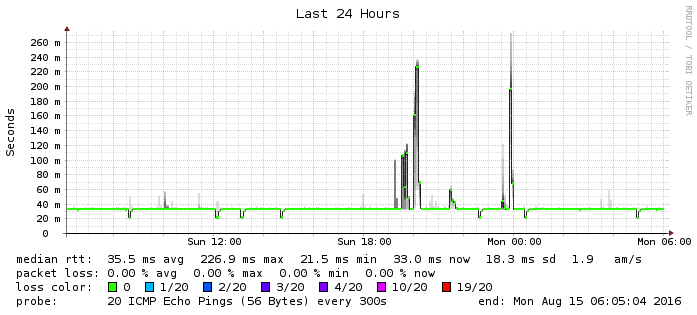 Last 24 Hours
RRDTOOL / TOBI OETIKER
Seconds
260 m
240 m
220 m
200 m
180 m
160 m
140 m
120 m
100 m
80 m
60 m
40 m
20 m
0
Sun 12:00 Sun 18:00 Mon 00:00 Mon 06:00
median rtt: 35.5 ms avg 226.9 ms max 21.5 ms min 33.0 ms now 18.3 ms sd 1.9 am/s
packet loss: 0.00 % avg 0.00 % max 0.00 % min 0.00 % now
loss color: 0 1/20 2/20 3/20 4/20 10/20 19/20
probe: 20 ICMP Echo Pings (56 Bytes) every 300s end: Mon Aug 15 06:05:04 2016